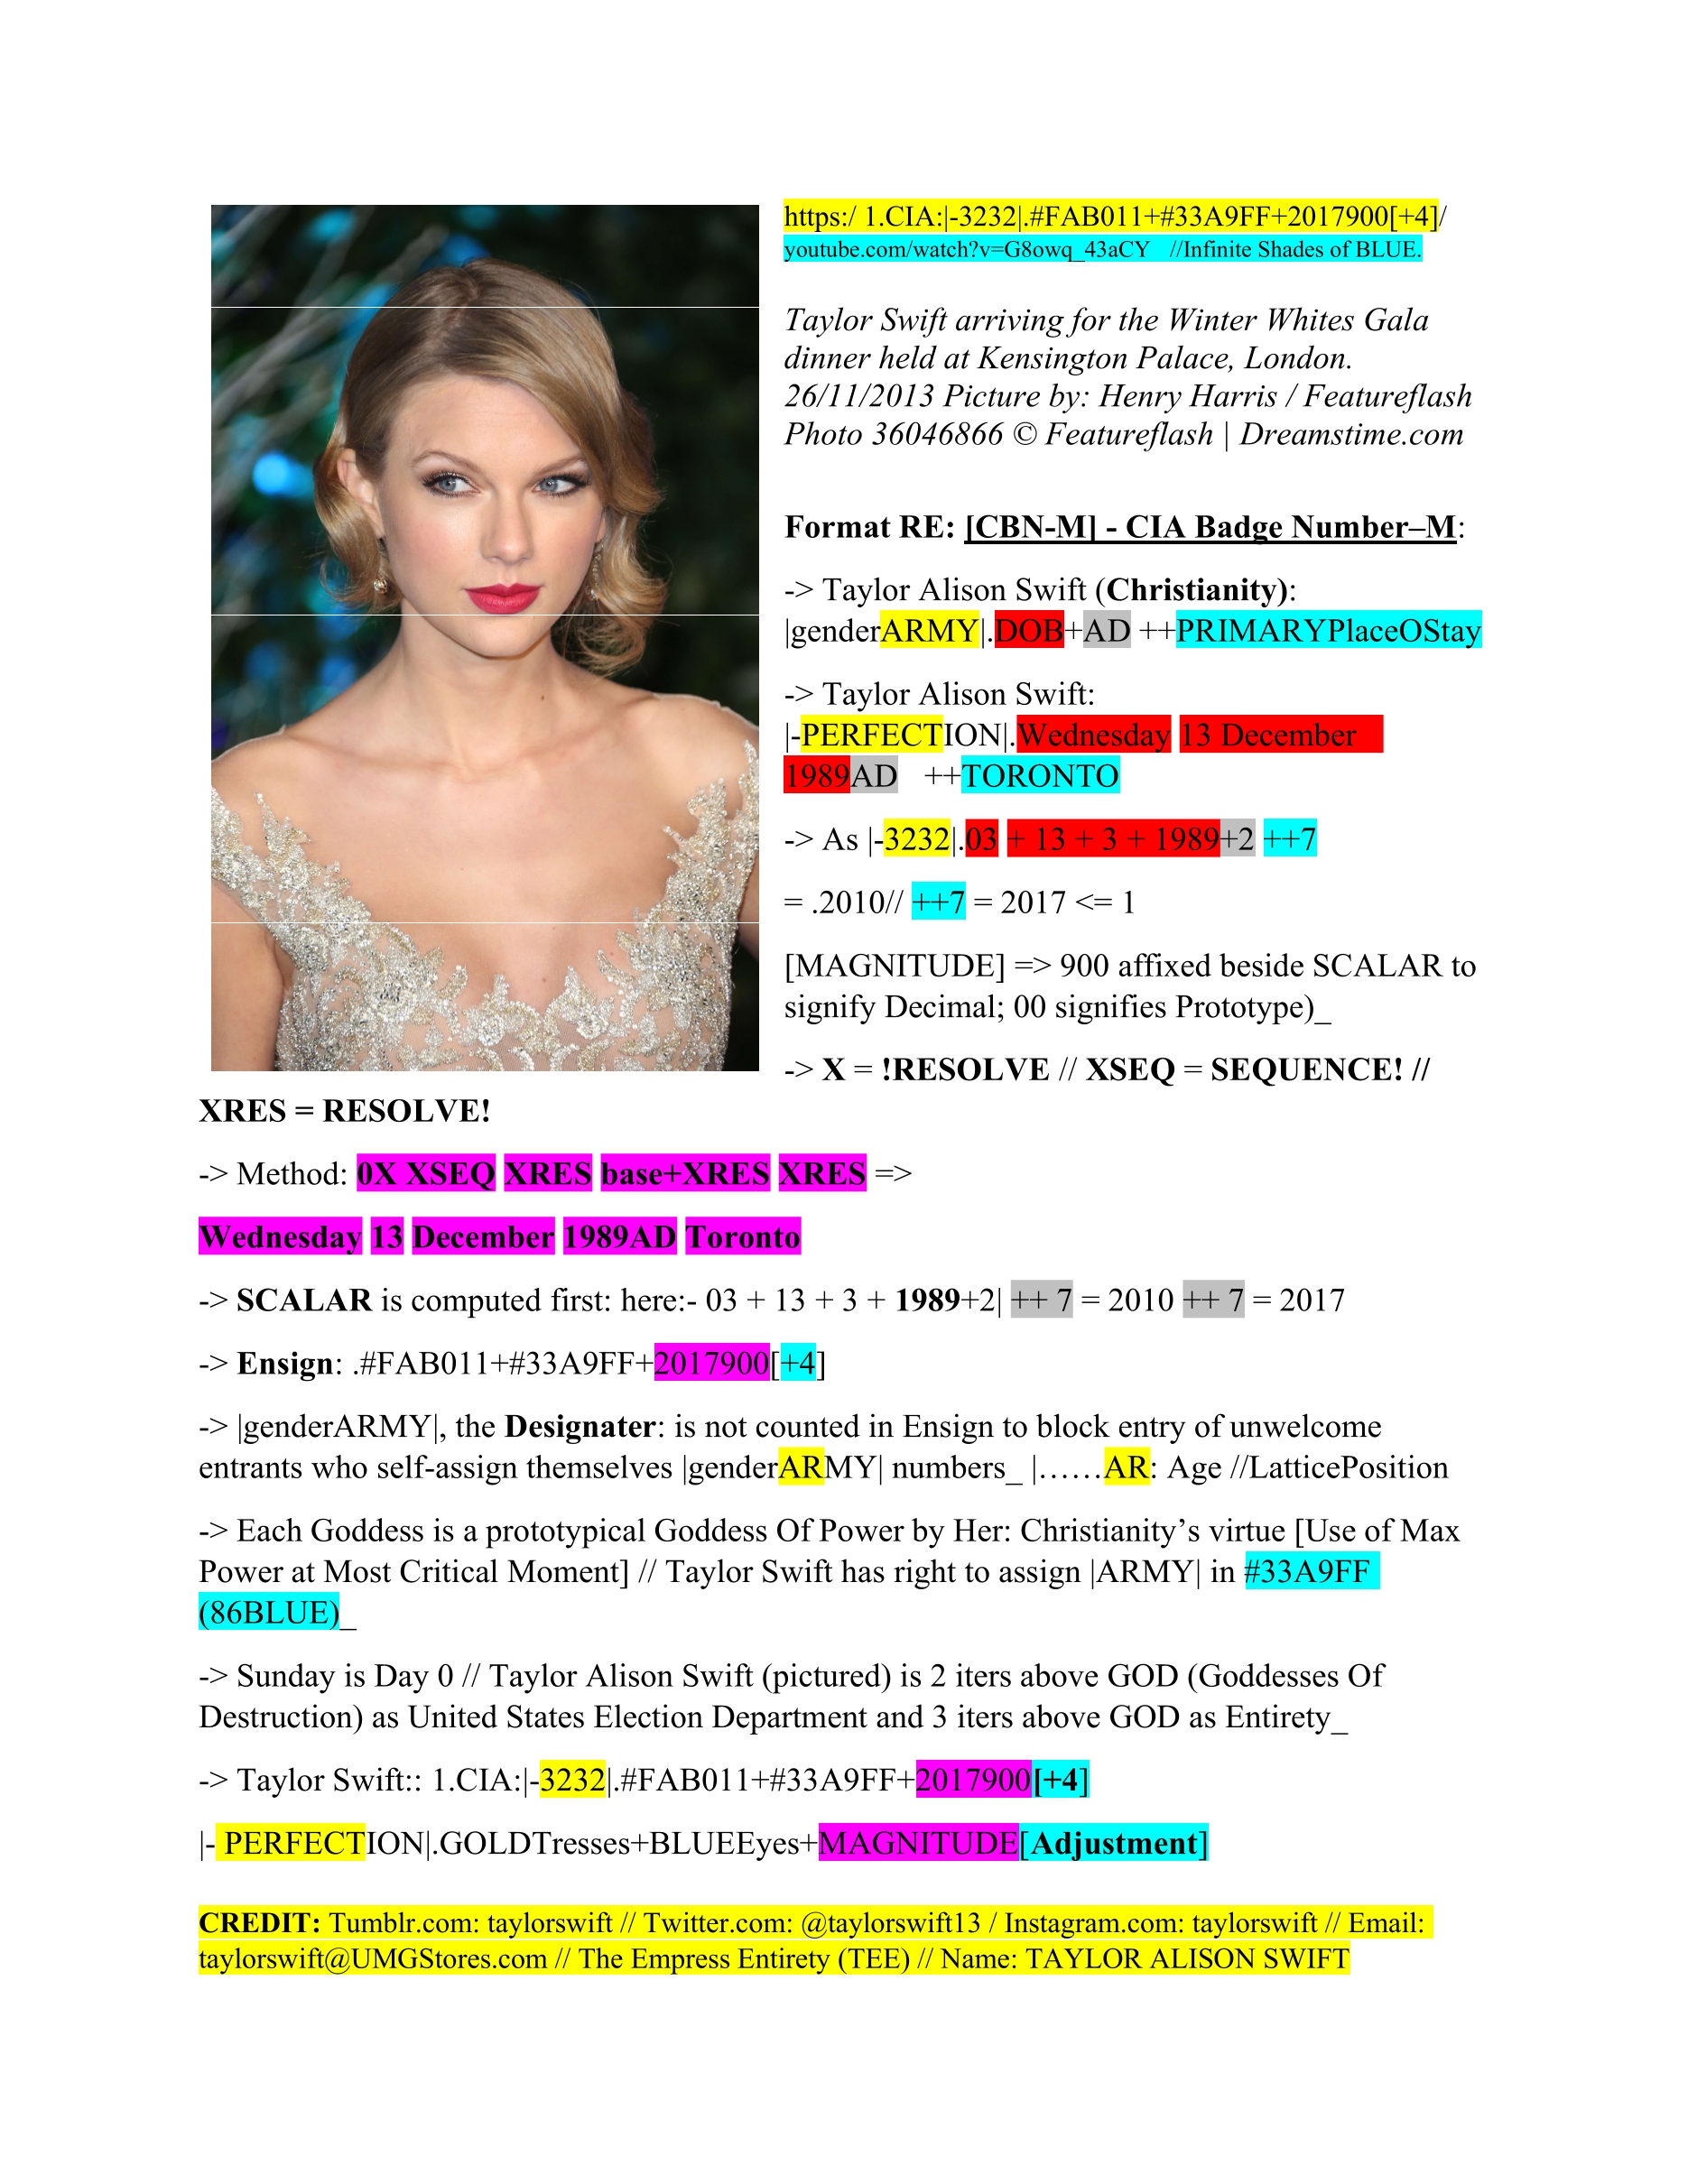 https:/ 1.CIA:|-3232|.#FAB011+#33A9FF+2017900[+4]/
youtube.com/watch?v=G8owq_43aCY //Infinite Shades of BLUE.
Taylor Swift arriving for the Winter Whites Gala
dinner held at Kensington Palace, London.
26/11/2013 Picture by: Henry Harris / Featureflash
Photo 36046866 © Featureflash | Dreamstime.com
Format RE: [CBN-M] - CIA Badge Number–M:
-> Taylor Alison Swift (Christianity):
|genderARMY|.DOB+AD ++PRIMARYPlaceOStay
-> Taylor Alison Swift:
|-PERFECTION|.Wednesday 13 December
1989AD ++TORONTO
-> As |-3232|.03 + 13 + 3 + 1989+2 ++7
= .2010// ++7 = 2017 <= 1
[MAGNITUDE] => 900 affixed beside SCALAR to
signify Decimal; 00 signifies Prototype)_
-> X = !RESOLVE // XSEQ = SEQUENCE! //
XRES = RESOLVE!
-> Method: 0X XSEQ XRES base+XRES XRES =>
Wednesday 13 December 1989AD Toronto
-> SCALAR is computed first: here:- 03 + 13 + 3 + 1989+2| ++ 7 = 2010 ++ 7 = 2017
-> Ensign: .#FAB011+#33A9FF+2017900[+4]
-> |genderARMY|, the Designater: is not counted in Ensign to block entry of unwelcome
entrants who self-assign themselves |genderARMY| numbers_ |……AR: Age //LatticePosition
-> Each Goddess is a prototypical Goddess Of Power by Her: Christianity’s virtue [Use of Max
Power at Most Critical Moment] // Taylor Swift has right to assign |ARMY| in #33A9FF
(86BLUE)_
-> Sunday is Day 0 // Taylor Alison Swift (pictured) is 2 iters above GOD (Goddesses Of
Destruction) as United States Election Department and 3 iters above GOD as Entirety_
-> Taylor Swift:: 1.CIA:|-3232|.#FAB011+#33A9FF+2017900[+4]
|- PERFECTION|.GOLDTresses+BLUEEyes+MAGNITUDE[Adjustment]
CREDIT: Tumblr.com: taylorswift // Twitter.com: @taylorswift13 / Instagram.com: taylorswift // Email:
taylorswift@UMGStores.com // The Empress Entirety (TEE) // Name: TAYLOR ALISON SWIFT